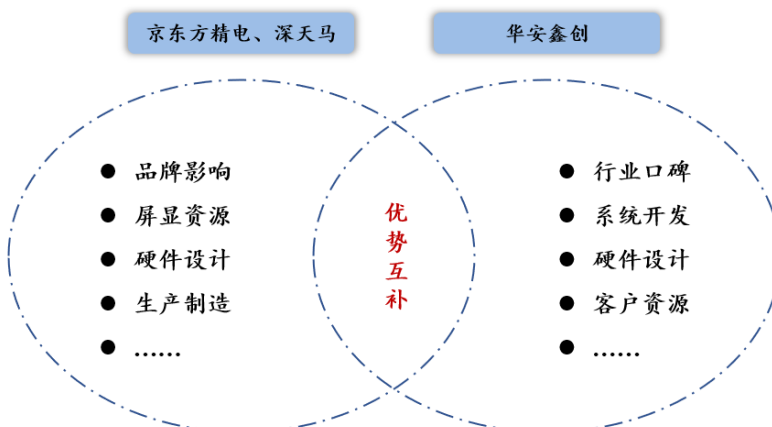 京东方精电、深天马
华安鑫创
● 品牌影响
● 屏显资源
● 硬件设计
● 生产制造
● ……
优势互补
● 行业口碑
● 系统开发
● 硬件设计
● 客户资源
● ……